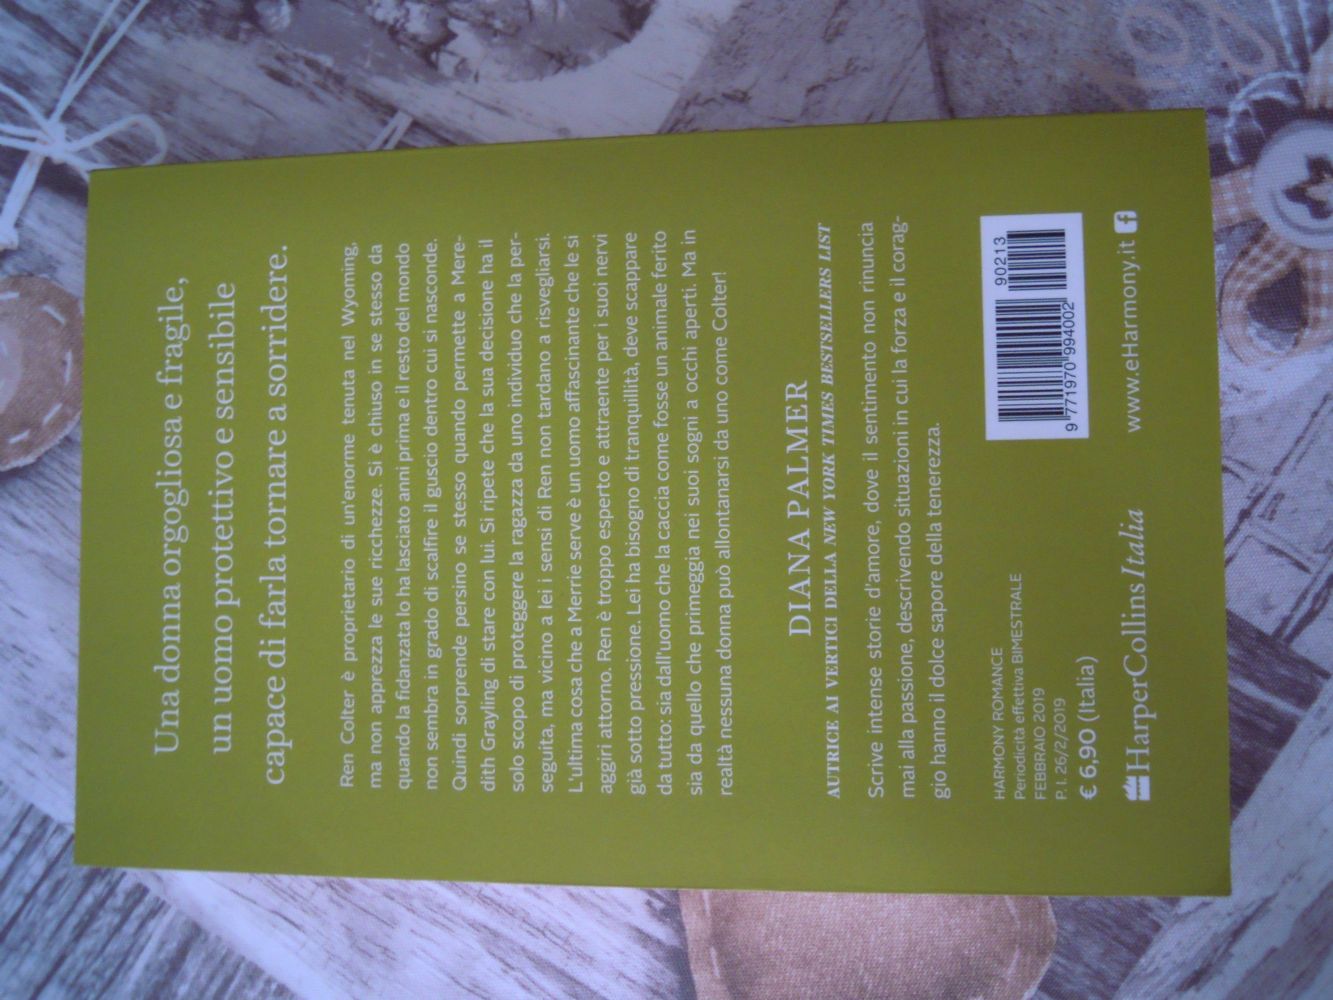 Una donna orgogliosa e fragile,
un uomo protettivo e sensibile
capace di farla tornare a sorridere.
Ren Colter è proprietario di un'enorme tenuta nel Wyoming,
ma non apprezza le sue ricchezze. Si è chiuso in se stesso da
quando la fidanzata lo ha lasciato anni prima e il resto del mondo
non sembra in grado di scalfire il guscio dentro cui si nasconde.
Quindi sorprende persino se stesso quando permette a Mere-
dith Grayling di stare con lui. Si ripete che la sua decisione ha il
solo scopo di proteggere la ragazza da uno individuo che la per-
seguita, ma vicino a lei i sensi di Ren non tardano a risvegliarsi.
L'ultima cosa che a Merrie serve è un uomo affascinante che le si
aggiri attorno. Ren è troppo esperto e attraente per i suoi nervi
già sotto pressione. Lei ha bisogno di tranquillità, deve scappare
da tutto: sia dall'uomo che la caccia come fosse un animale ferito
sia da quello che primeggia nei suoi sogni a occhi aperti. Ma in
realtà nessuna donna può allontanarsi da uno come Colter!
DIANA PALMER
AUTRICE AI VERTICI DELLA NEW YORK TIMES BESTSELLERS LIST
Scrive intense storie d'amore, dove il sentimento non rinuncia
mai alla passione, descrivendo situazioni in cui la forza e il corag-
gio hanno il dolce sapore della tenerezza.
HARMONY ROMANCE
Periodicità effettiva BIMESTRALE
FEBBRAIO 2019
P. I. 26/2/2019
€ 6,90 (Italia)
90213
9 771970 994002
HarperCollins Italia
www.eHarmony.it f